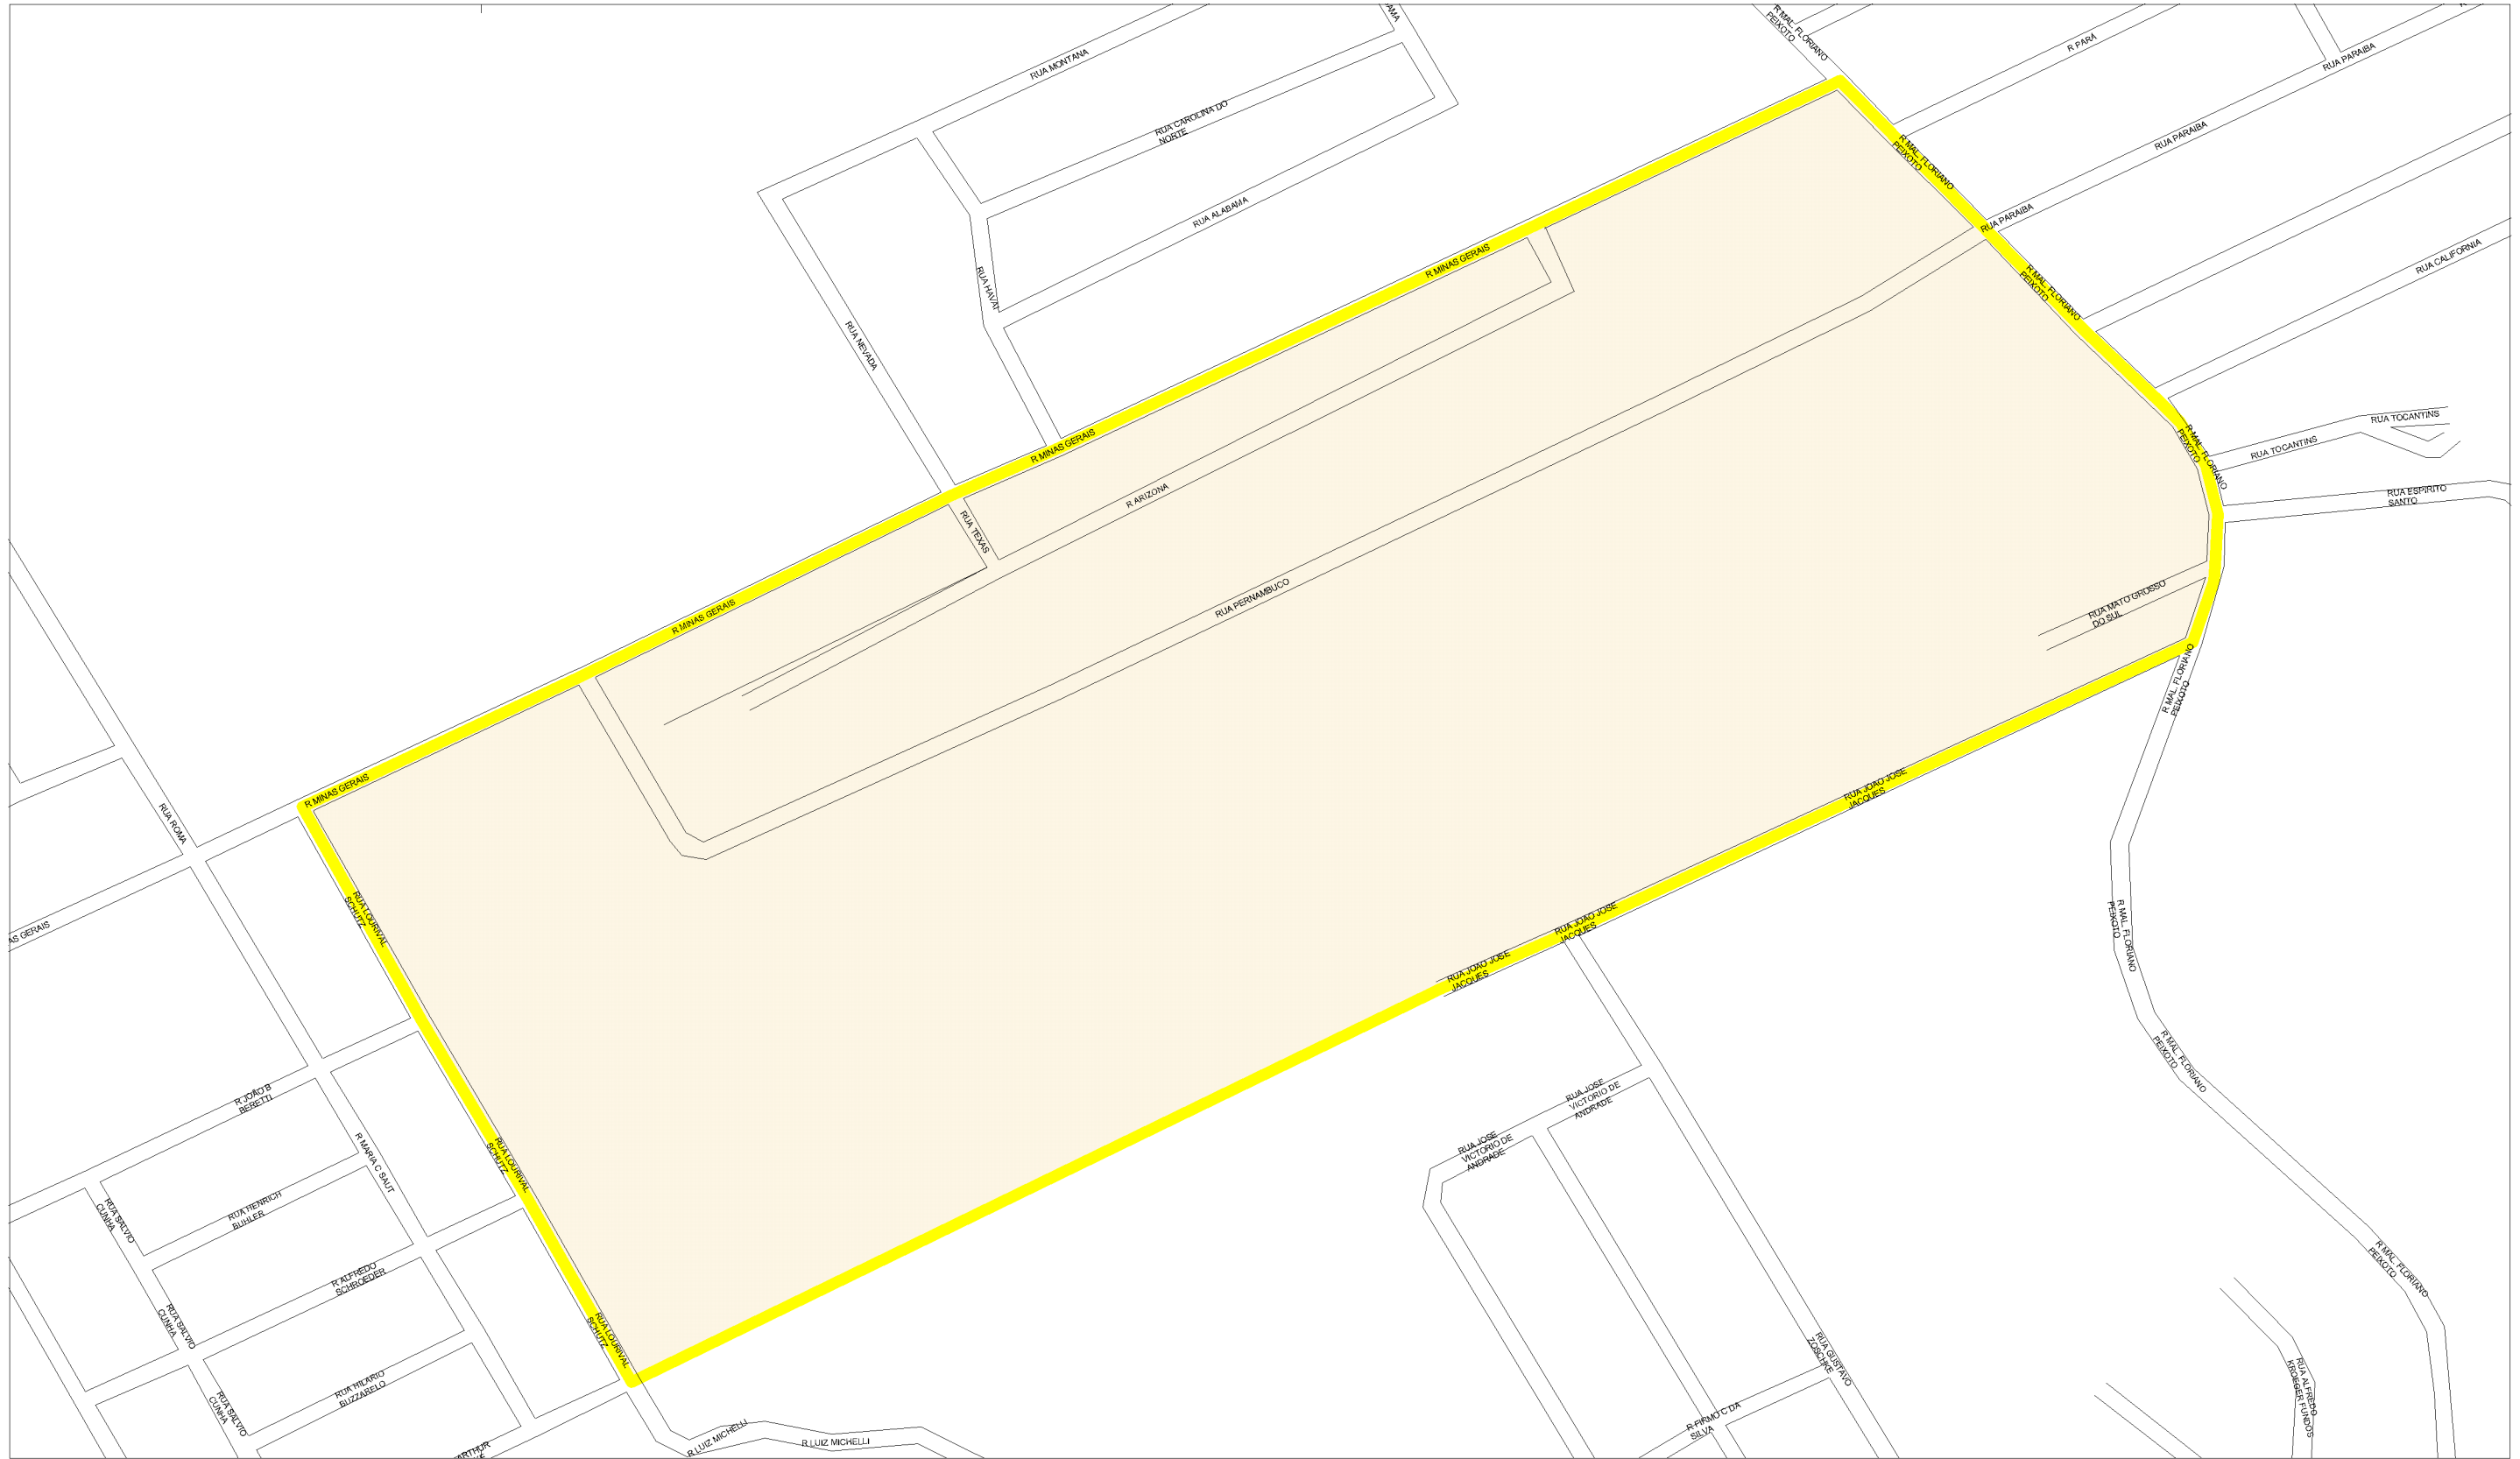 R MAL. FLORIANO
PEIXOTO
RUA MONTANA
R PARÁ
RUA PARAIBA
RUA CAROLINA DO
NORTE
RUA PARAIBA
R MAL. FLORIANO
PEIXOTO
RUA ALABAMA
RUA PARAIBA
R MINAS GERAIS
RUA HAVAI
RUA CALIFORNIA
R MAL. FLORIANO
PEIXOTO
RUA NEVADA
R MINAS GERAIS
RUA TOCANTINS
RUA TOCANTINS
R MAL. FLORIANO
PEIXOTO
R ARIZONA
RUA ESPIRITO
SANTO
RUA TEXAS
RUA PERNAMBUCO
RUA MATO GROSSO
DO SUL
R MINAS GERAIS
R MAL. FLORIANO
PEIXOTO
R MINAS GERAIS
RUA JOAO JOSE
JACQUES
RUA ROMA
RUA LOURIVAL
SCHUTZ
RUA JOAO JOSE
JACQUES
AS GERAIS
R MAL. FLORIANO
PEIXOTO
RUA JOAO JOSE
JACQUES
R MAL. FLORIANO
PEIXOTO
R JOÃO B
BERETTI
RUA JOSE
VICTORIO DE
ANDRADE
RUA JOSE
VICTORIO DE
ANDRADE
R MARIA C SAUT
RUA LOURIVAL
SCHUTZ
RUA HENRICH
BUHLER
RUA SALVIO
CUNHA
R ALFREDO
SCHROEDER
R MAL. FLORIANO
PEIXOTO
RUA SALVIO
CUNHA
RUA LOURIVAL
SCHUTZ
RUA GUSTAVO
ZOSCHKE
RUA HILARIO
BUZZARELO
RUA ALFREDO
KROEGER FUNDOS
RUA SALVIO
CUNHA
R FIRMO C DA
SILVA
R LUIZ MICHELLI
R LUIZ MICHELLI
ARTHUR